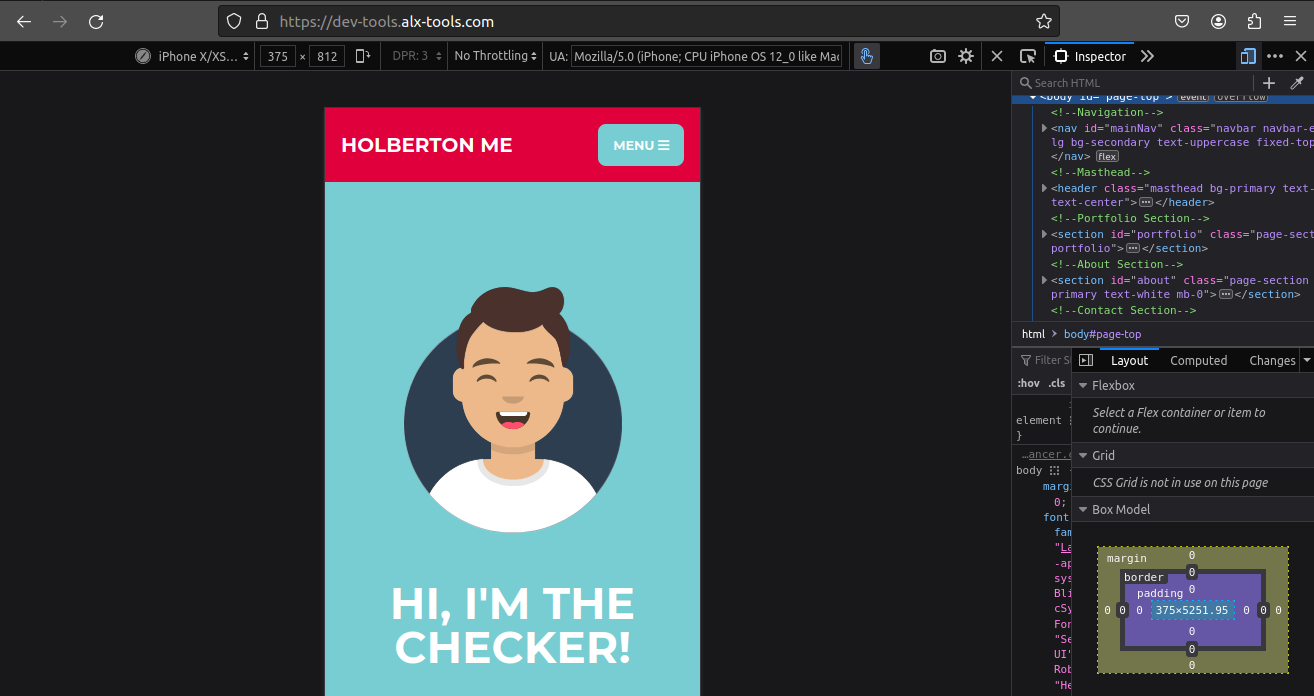 https://dev-tools.alx-tools.com
iPhone X/XS...
375 × 812
DPR: 3
No Throttling
UA: Mozilla/5.0 (iPhone; CPU iPhone OS 12_0 like Mac
Inspector
Search HTML
<body id="page-top"> event overflow
<!--Navigation-->
<nav id="mainNav" class="navbar navbar-e
lg bg-secondary text-uppercase fixed-top
</nav> flex
<!--Masthead-->
<header class="masthead bg-primary text-
text-center">
</header>
<!--Portfolio Section-->
<section id="portfolio" class="page-sect
portfolio">
</section>
<!--About Section-->
<section id="about" class="page-section
primary text-white mb-0">
</section>
<!--Contact Section-->
html
body#page-top
Filter S
:hov .cls
element
}
…ancer.c
body
margi
0;
font
fam
"La
-ap
sys
Bli
cSy
Fon
"Se
UI"
Rob
"He
Layout
Computed
Changes
Flexbox
Select a Flex container or item to
continue.
Grid
CSS Grid is not in use on this page
Box Model
margin
0
border
0
padding
0
0 0 0 375×5251.95 0 0 0
0
0
0
HOLBERTON ME
MENU
HI, I'M THE
CHECKER!